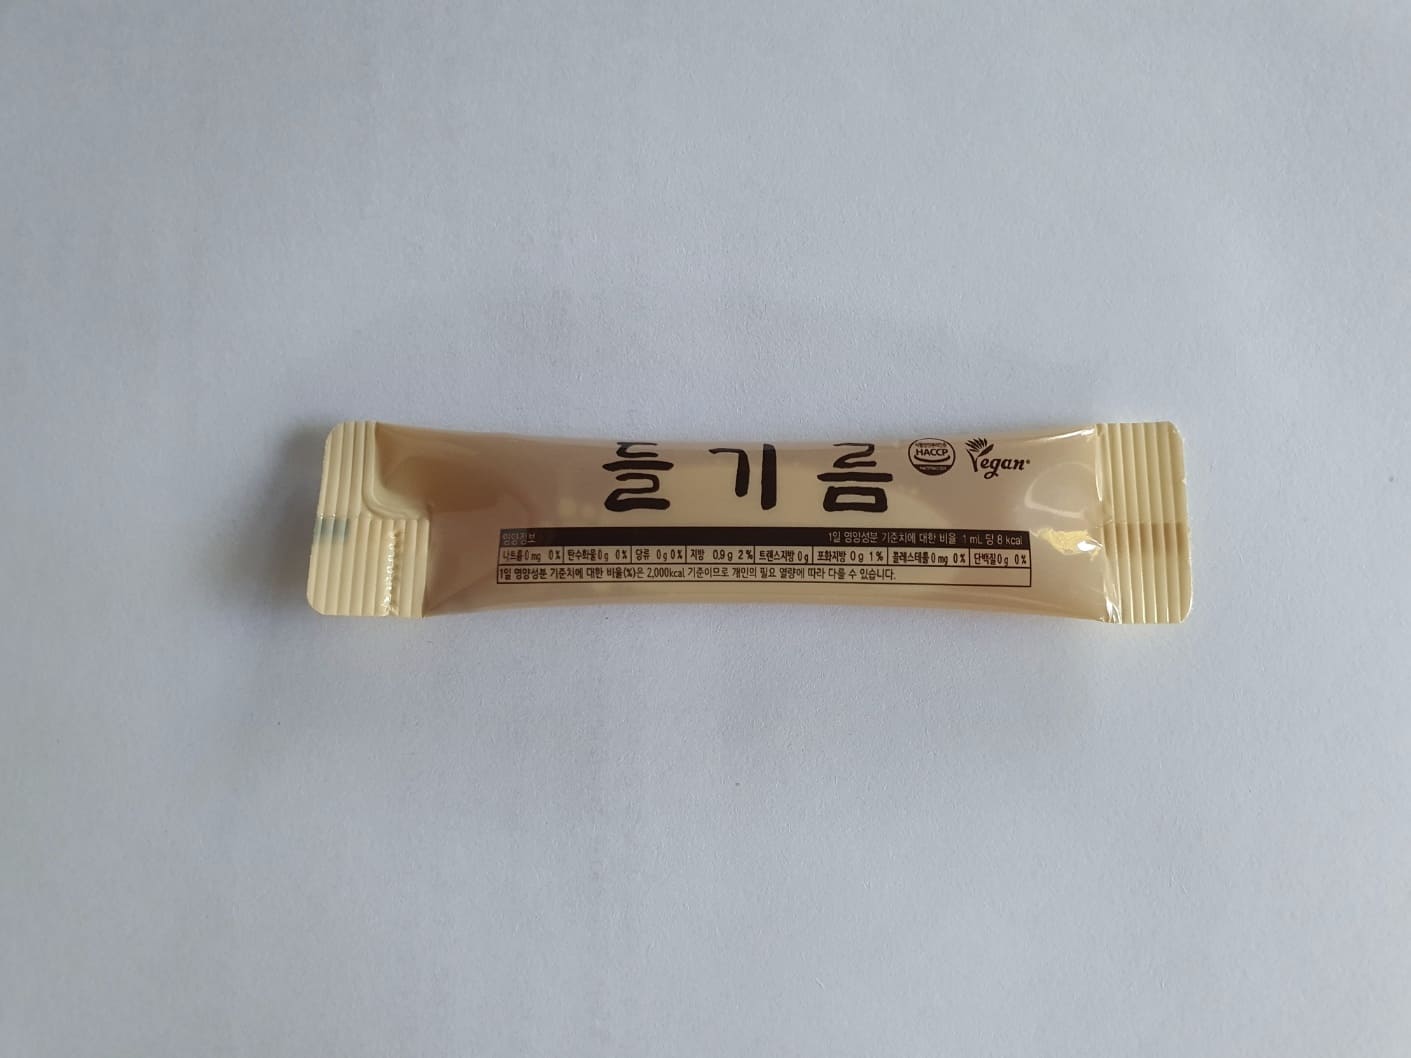 들기름
HACCP
Vegan
영양정보 1일 영양성분 기준치에 대한 비율 1 mL 당 8 kcal
나트륨 0 mg 0 % 탄수화물 0 g 0 % 당류 0 g 0 % 지방 0.9 g 2 % 트랜스지방 0 g 포화지방 0 g 1 % 콜레스테롤 0 mg 0 % 단백질 0 g 0 %
1일 영양성분 기준치에 대한 비율(%)은 2,000kcal 기준이므로 개인의 필요 열량에 따라 다를 수 있습니다.